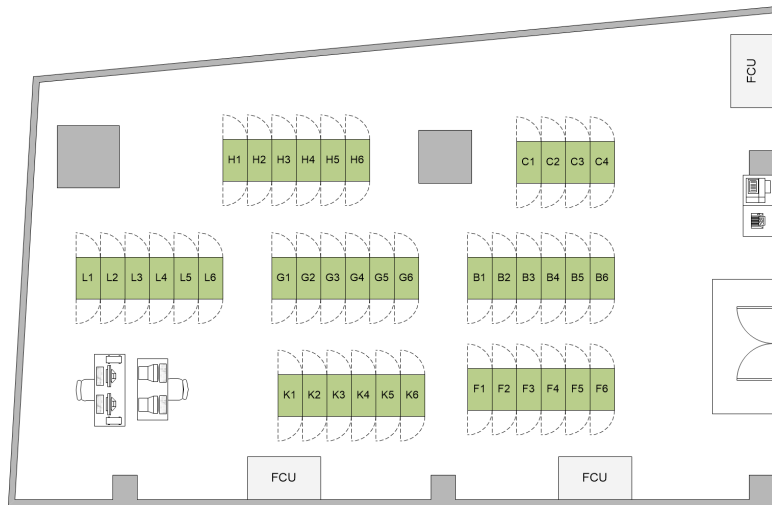 FCU
H1 H2 H3 H4 H5 H6
C1 C2 C3 C4
L1 L2 L3 L4 L5 L6
G1 G2 G3 G4 G5 G6
B1 B2 B3 B4 B5 B6
K1 K2 K3 K4 K5 K6
F1 F2 F3 F4 F5 F6
FCU
FCU